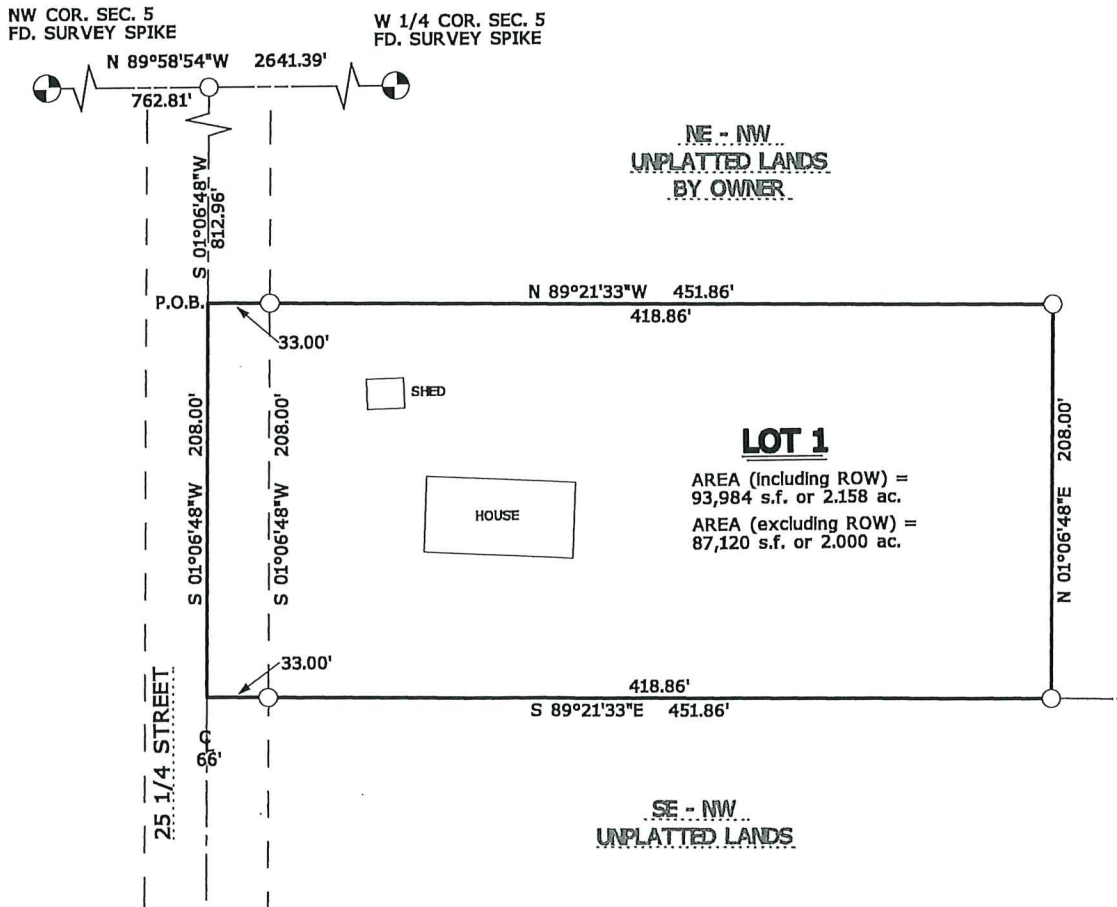 NW COR. SEC. 5
FD. SURVEY SPIKE
W 1/4 COR. SEC. 5
FD. SURVEY SPIKE
N 89°58'54"W 2641.39'
762.81'
NE - NW
UNPLATTED LANDS
BY OWNER
S 01°06'48"W
812.96'
P.O.B.
N 89°21'33"W 451.86'
418.86'
33.00'
SHED
S 01°06'48"W 208.00'
S 01°06'48"W 208.00'
LOT 1
AREA (including ROW) =
93,984 s.f. or 2.158 ac.
AREA (excluding ROW) =
87,120 s.f. or 2.000 ac.
HOUSE
N 01°06'48"E 208.00'
33.00'
418.86'
S 89°21'33"E 451.86'
25 1/4 STREET
CL
66'
SE - NW
UNPLATTED LANDS